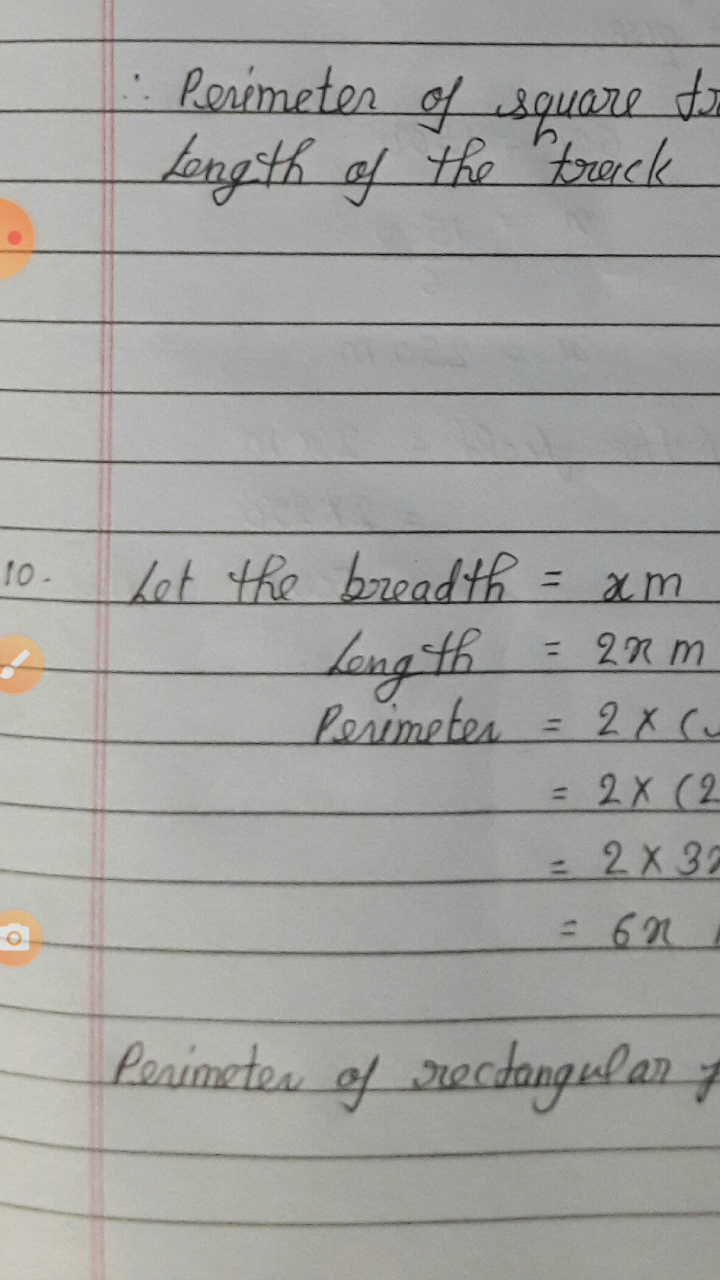 ∴ Perimeter of square
Length of the track
10. Let the breadth = x m
Length = 2x m
Perimeter = 2 × (
= 2 × (2
= 2 × 3x
= 6x
Perimeter of rectangular